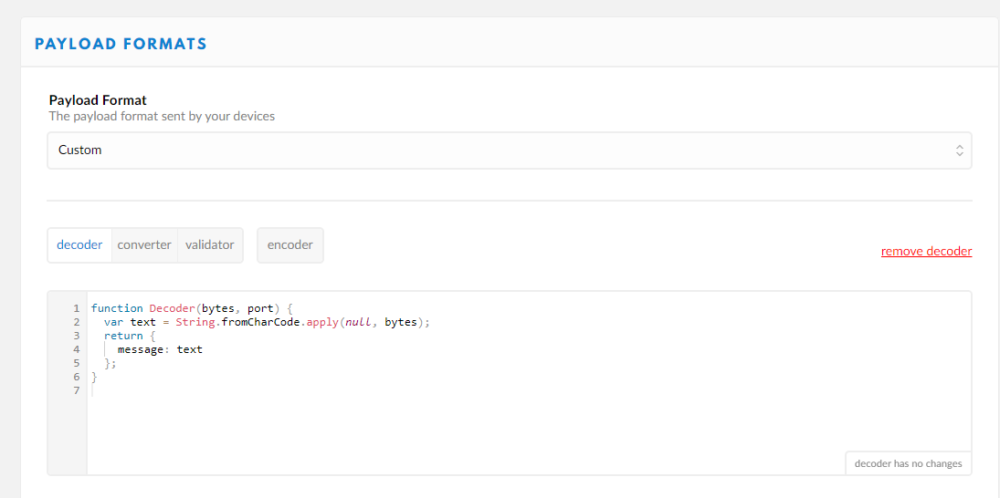 PAYLOAD FORMATS
Payload Format
The payload format sent by your devices
Custom
decoder converter validator encoder
remove decoder
1 function Decoder(bytes, port) {
2   var text = String.fromCharCode.apply(null, bytes);
3   return {
4     message: text
5   };
6 }
7
decoder has no changes